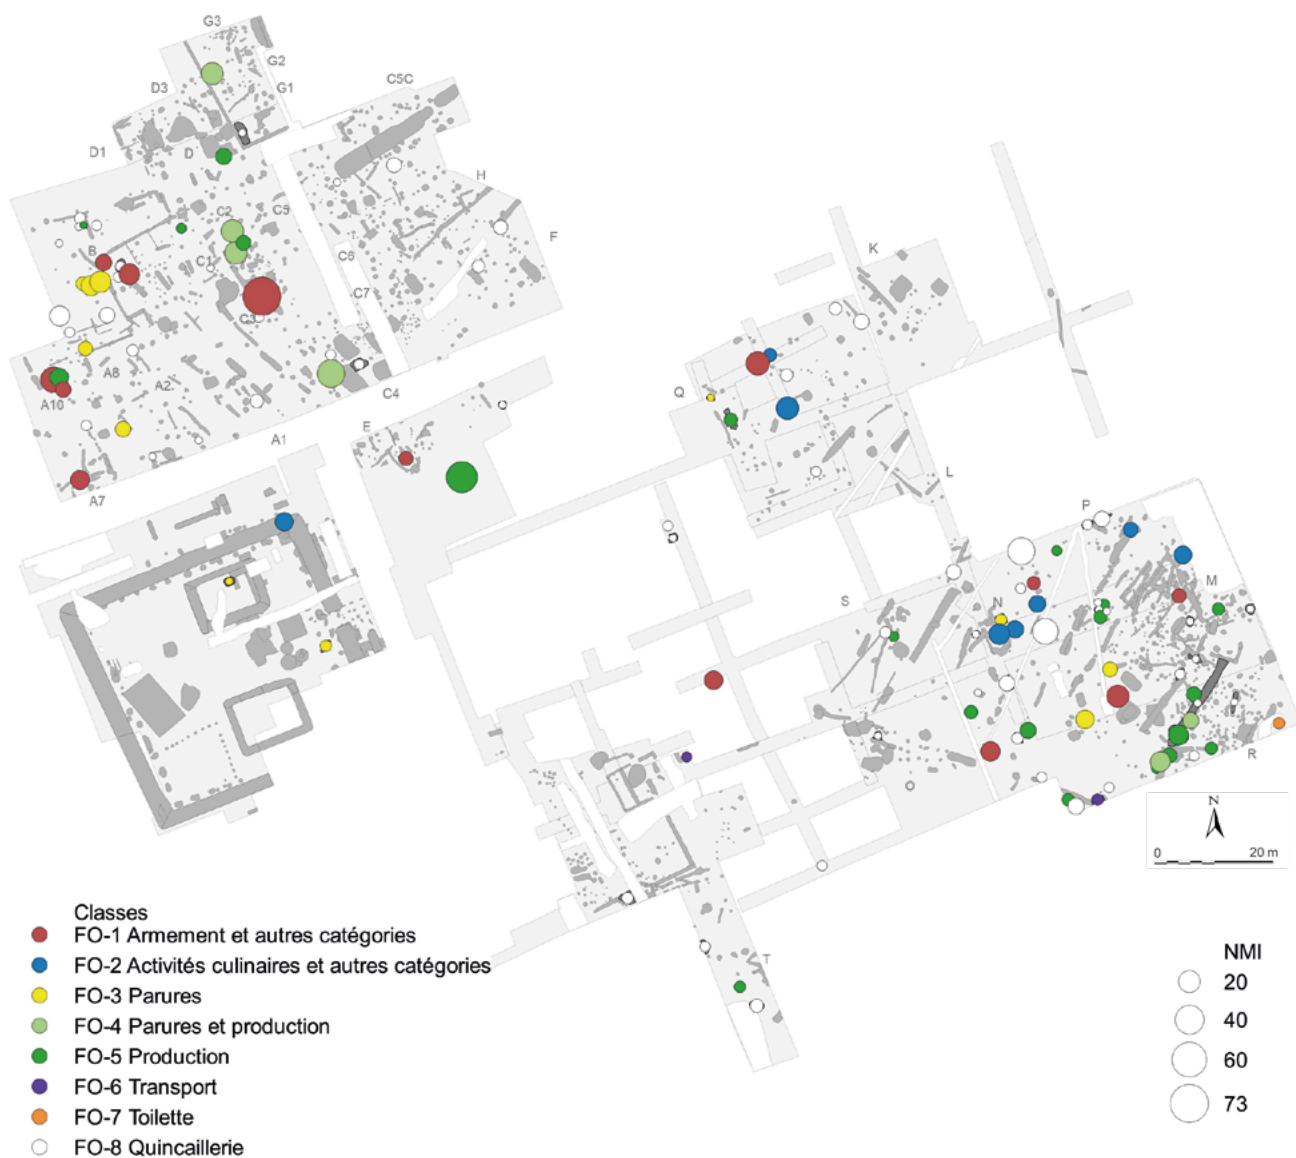 G3
G2
D3
G1
C5C
D1
D
H
C2
C5
F
B
C1
C6
K
C7
C3
A8
A2
A10
C4
Q
E
A1
L
A7
P
M
S
N
R
N
0 20 m
T
Classes
FO-1 Armement et autres catégories
FO-2 Activités culinaires et autres catégories
FO-3 Parures
FO-4 Parures et production
FO-5 Production
FO-6 Transport
FO-7 Toilette
FO-8 Quincaillerie
NMI
20
40
60
73